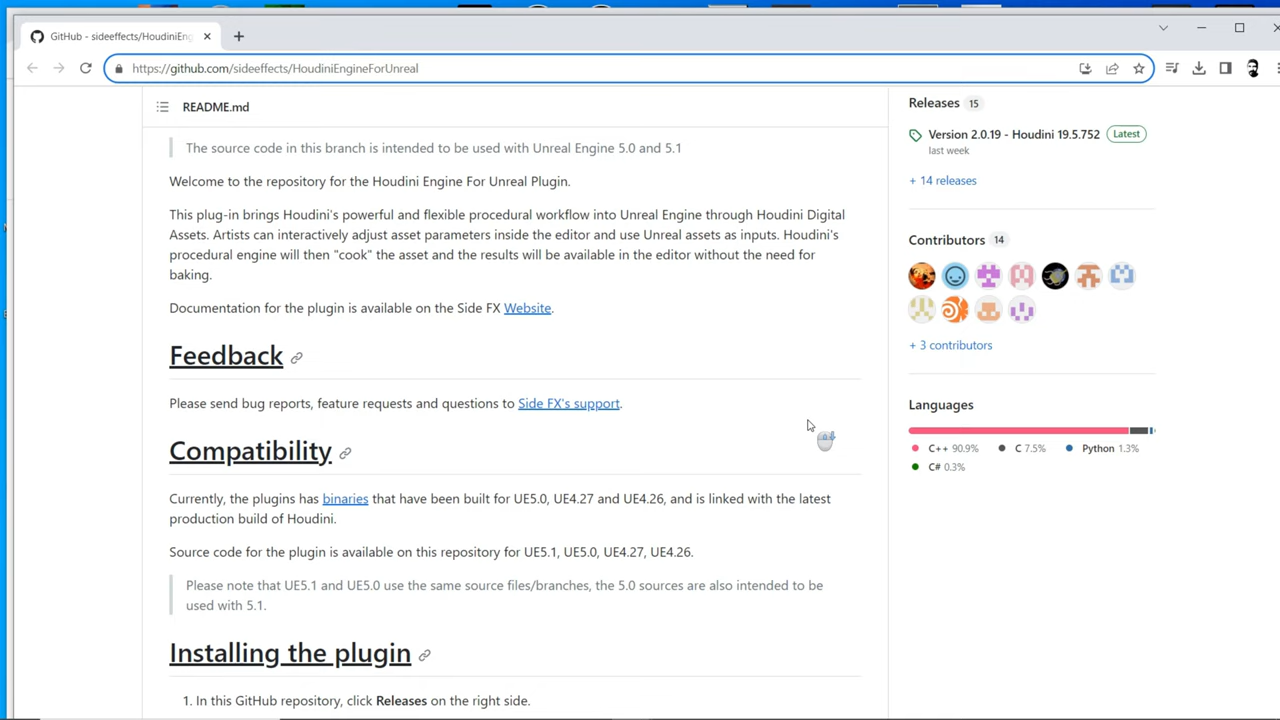 GitHub - sideeffects/HoudiniEng
https://github.com/sideeffects/HoudiniEngineForUnreal
README.md
The source code in this branch is intended to be used with Unreal Engine 5.0 and 5.1
Welcome to the repository for the Houdini Engine For Unreal Plugin.
This plug-in brings Houdini's powerful and flexible procedural workflow into Unreal Engine through Houdini Digital
Assets. Artists can interactively adjust asset parameters inside the editor and use Unreal assets as inputs. Houdini's
procedural engine will then "cook" the asset and the results will be available in the editor without the need for
baking.
Documentation for the plugin is available on the Side FX Website.
Feedback
Please send bug reports, feature requests and questions to Side FX's support.
Compatibility
Currently, the plugins has binaries that have been built for UE5.0, UE4.27 and UE4.26, and is linked with the latest
production build of Houdini.
Source code for the plugin is available on this repository for UE5.1, UE5.0, UE4.27, UE4.26.
Please note that UE5.1 and UE5.0 use the same source files/branches, the 5.0 sources are also intended to be
used with 5.1.
Installing the plugin
1. In this GitHub repository, click Releases on the right side.
Releases 15
Version 2.0.19 - Houdini 19.5.752 Latest
last week
+ 14 releases
Contributors 14
+ 3 contributors
Languages
C++ 90.9% C 7.5% Python 1.3%
C# 0.3%